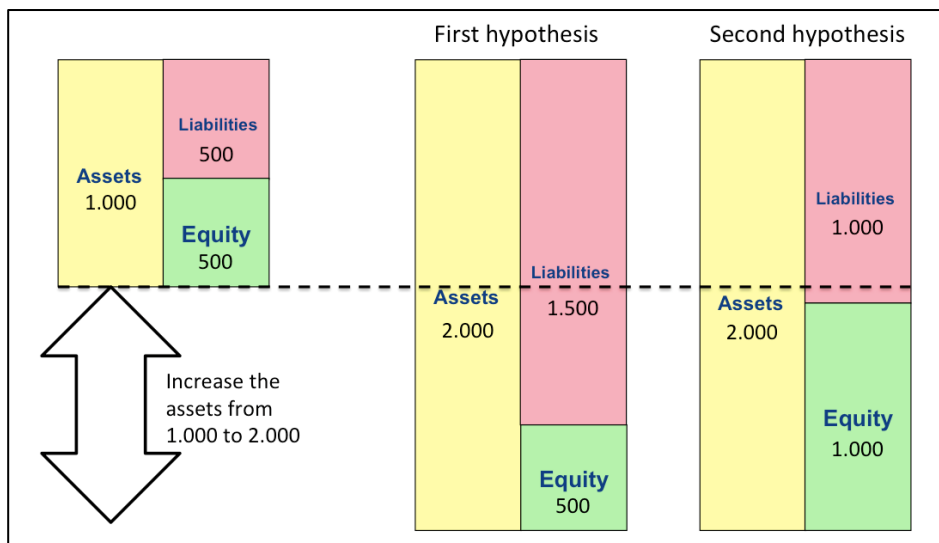 First hypothesis
Second hypothesis
Liabilities
500
Assets
1.000
Equity
500
Increase the
assets from
1.000 to 2.000
Liabilities
1.500
Assets
2.000
Equity
500
Liabilities
1.000
Assets
2.000
Equity
1.000